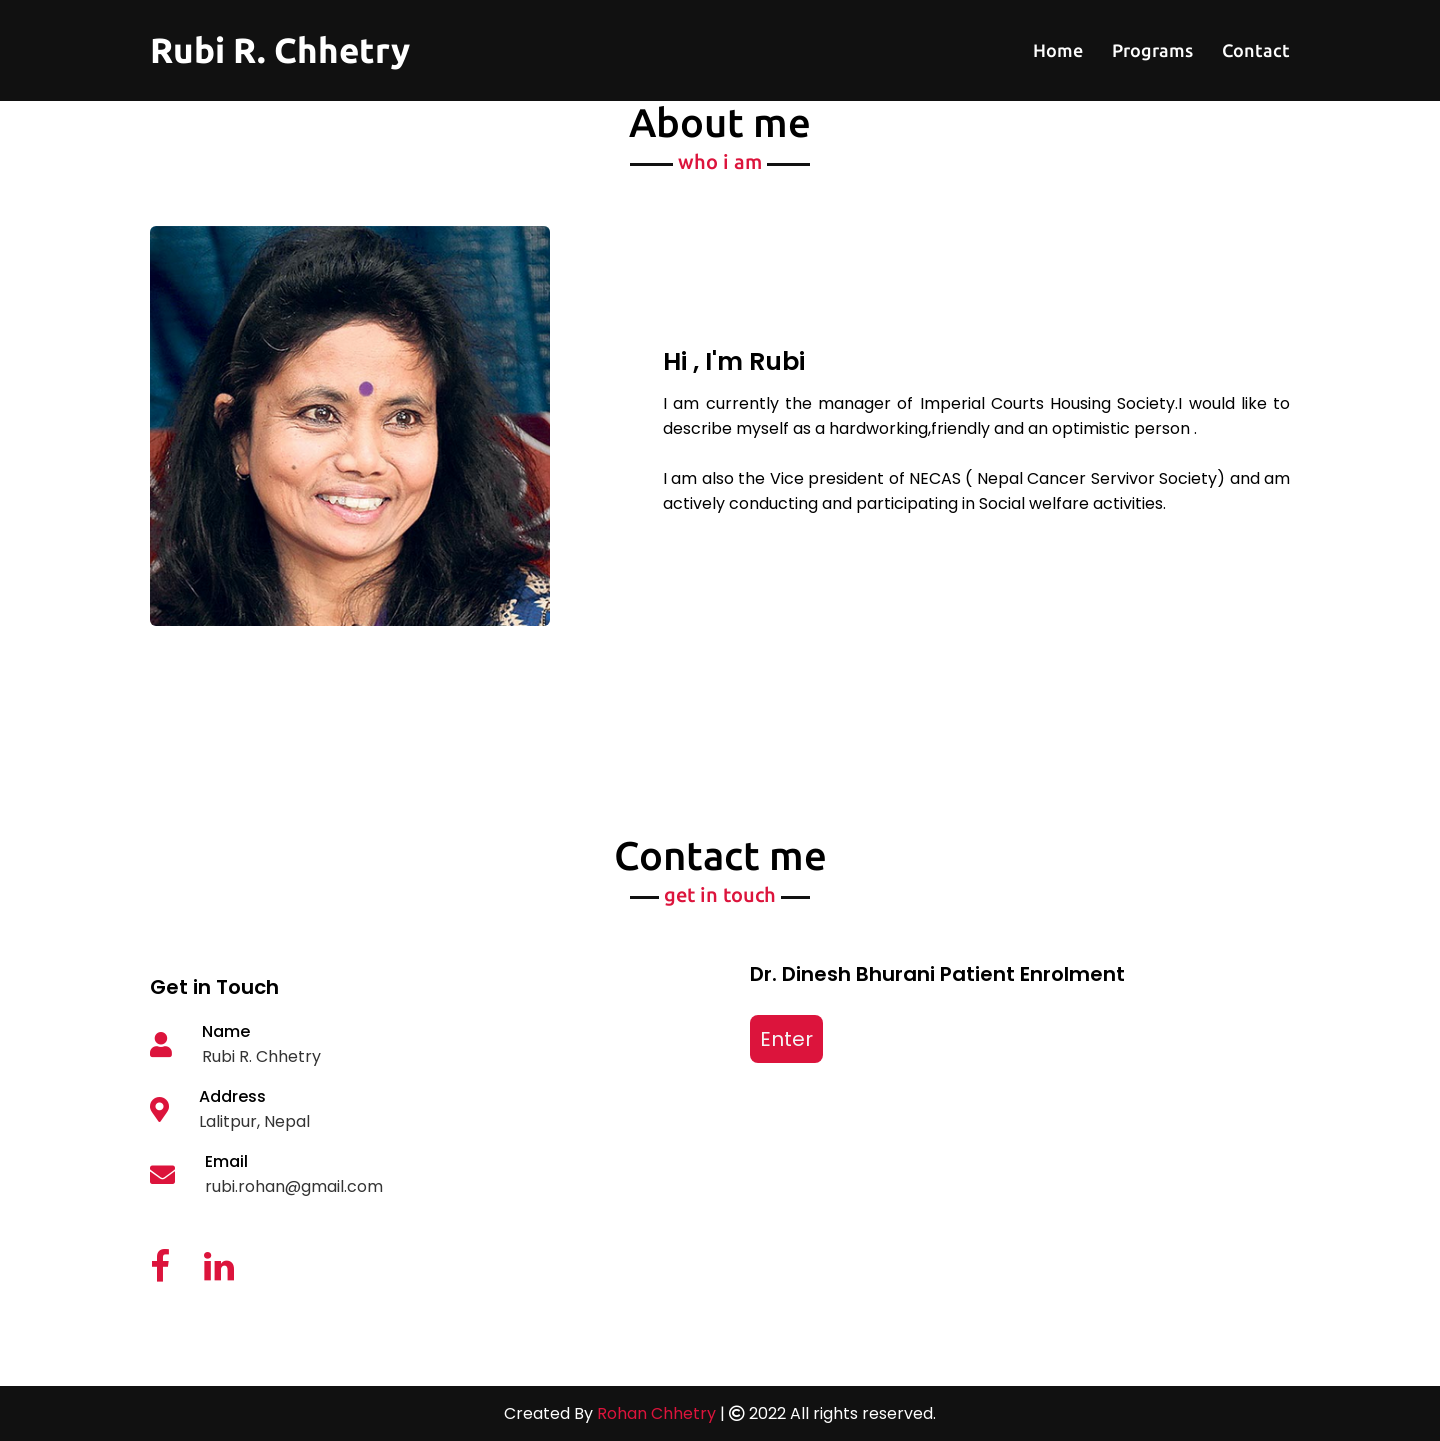 Rubi R. Chhetry
Home Programs Contact
About me
who i am
Hi , I'm Rubi
I am currently the manager of Imperial Courts Housing Society.I would like to
describe myself as a hardworking,friendly and an optimistic person .
I am also the Vice president of NECAS ( Nepal Cancer Servivor Society) and am
actively conducting and participating in Social welfare activities.
Contact me
get in touch
Get in Touch
Name
Rubi R. Chhetry
Address
Lalitpur, Nepal
Email
rubi.rohan@gmail.com
Dr. Dinesh Bhurani Patient Enrolment
Enter
Created By Rohan Chhetry | © 2022 All rights reserved.